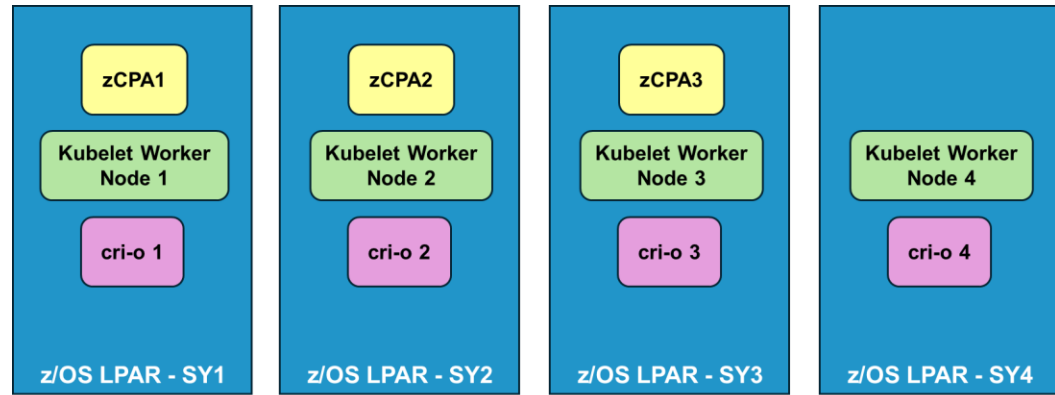 zCPA1
Kubelet Worker
Node 1
cri-o 1
z/OS LPAR - SY1
zCPA2
Kubelet Worker
Node 2
cri-o 2
z/OS LPAR - SY2
zCPA3
Kubelet Worker
Node 3
cri-o 3
z/OS LPAR - SY3
Kubelet Worker
Node 4
cri-o 4
z/OS LPAR - SY4